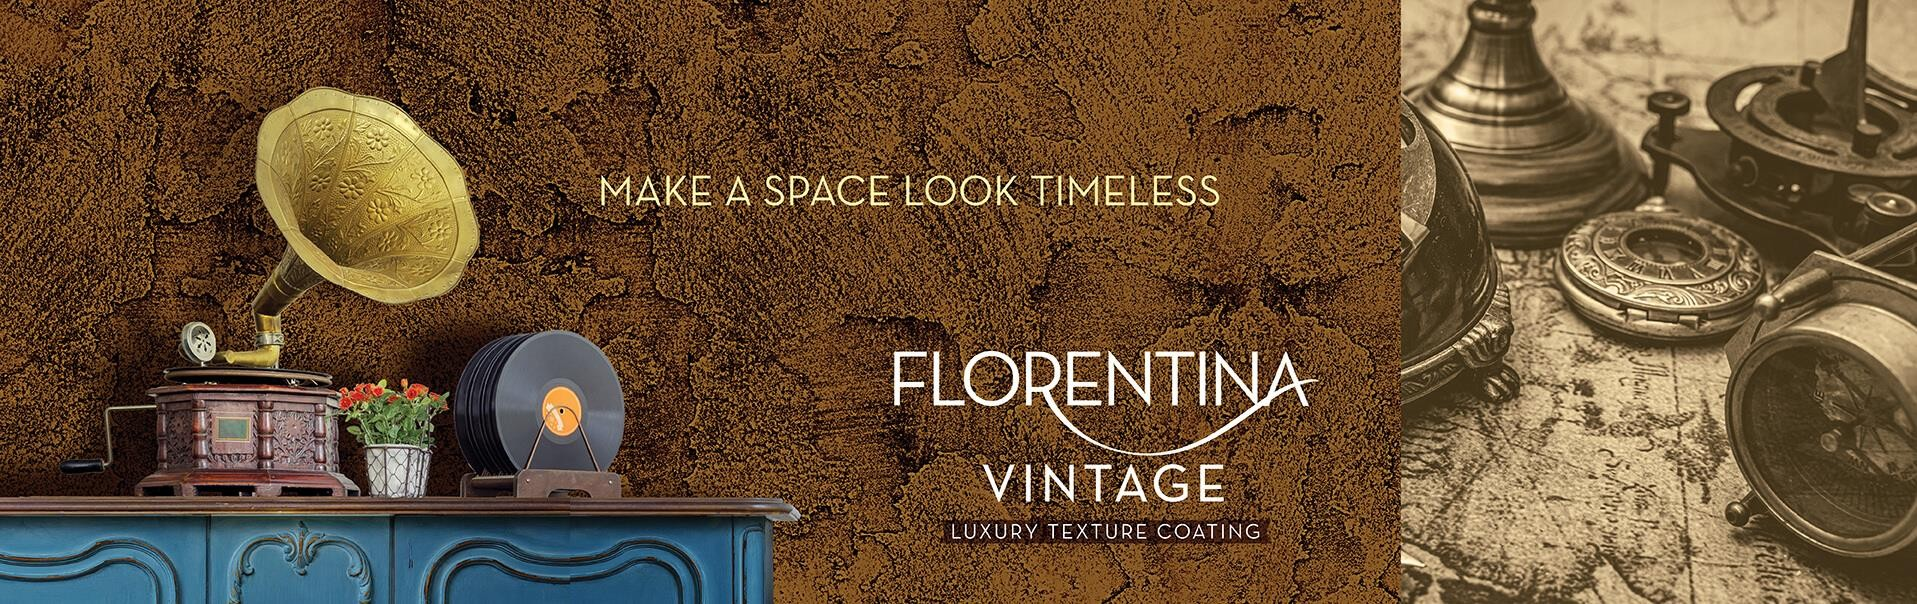 MAKE A SPACE LOOK TIMELESS
FLORENTINA
VINTAGE
LUXURY TEXTURE COATING